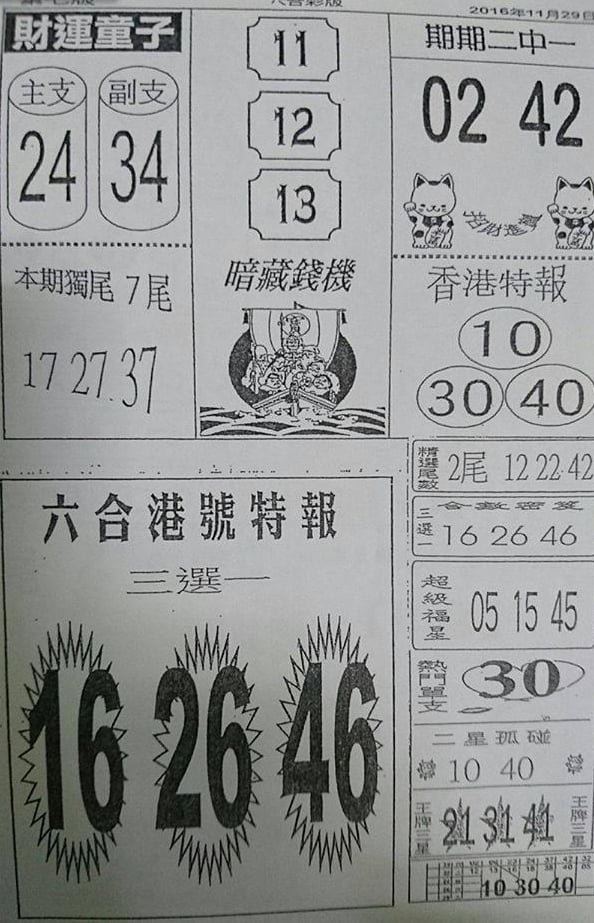 六合彩版
2016年11月29日
財運童子
主支 副支
24 34
本期獨尾 7尾
17 27 37
11
12
13
暗藏錢機
期期二中一
02 42
香港特報
10
30 40
精選尾數 2尾 12 22 42
三選一 16 26 46
超級福星 05 15 45
熱門單支 30
二星孤碰
10 40
王牌三星 21 31 41 王牌三星
10 30 40
六合港號特報
三選一
16 26 46